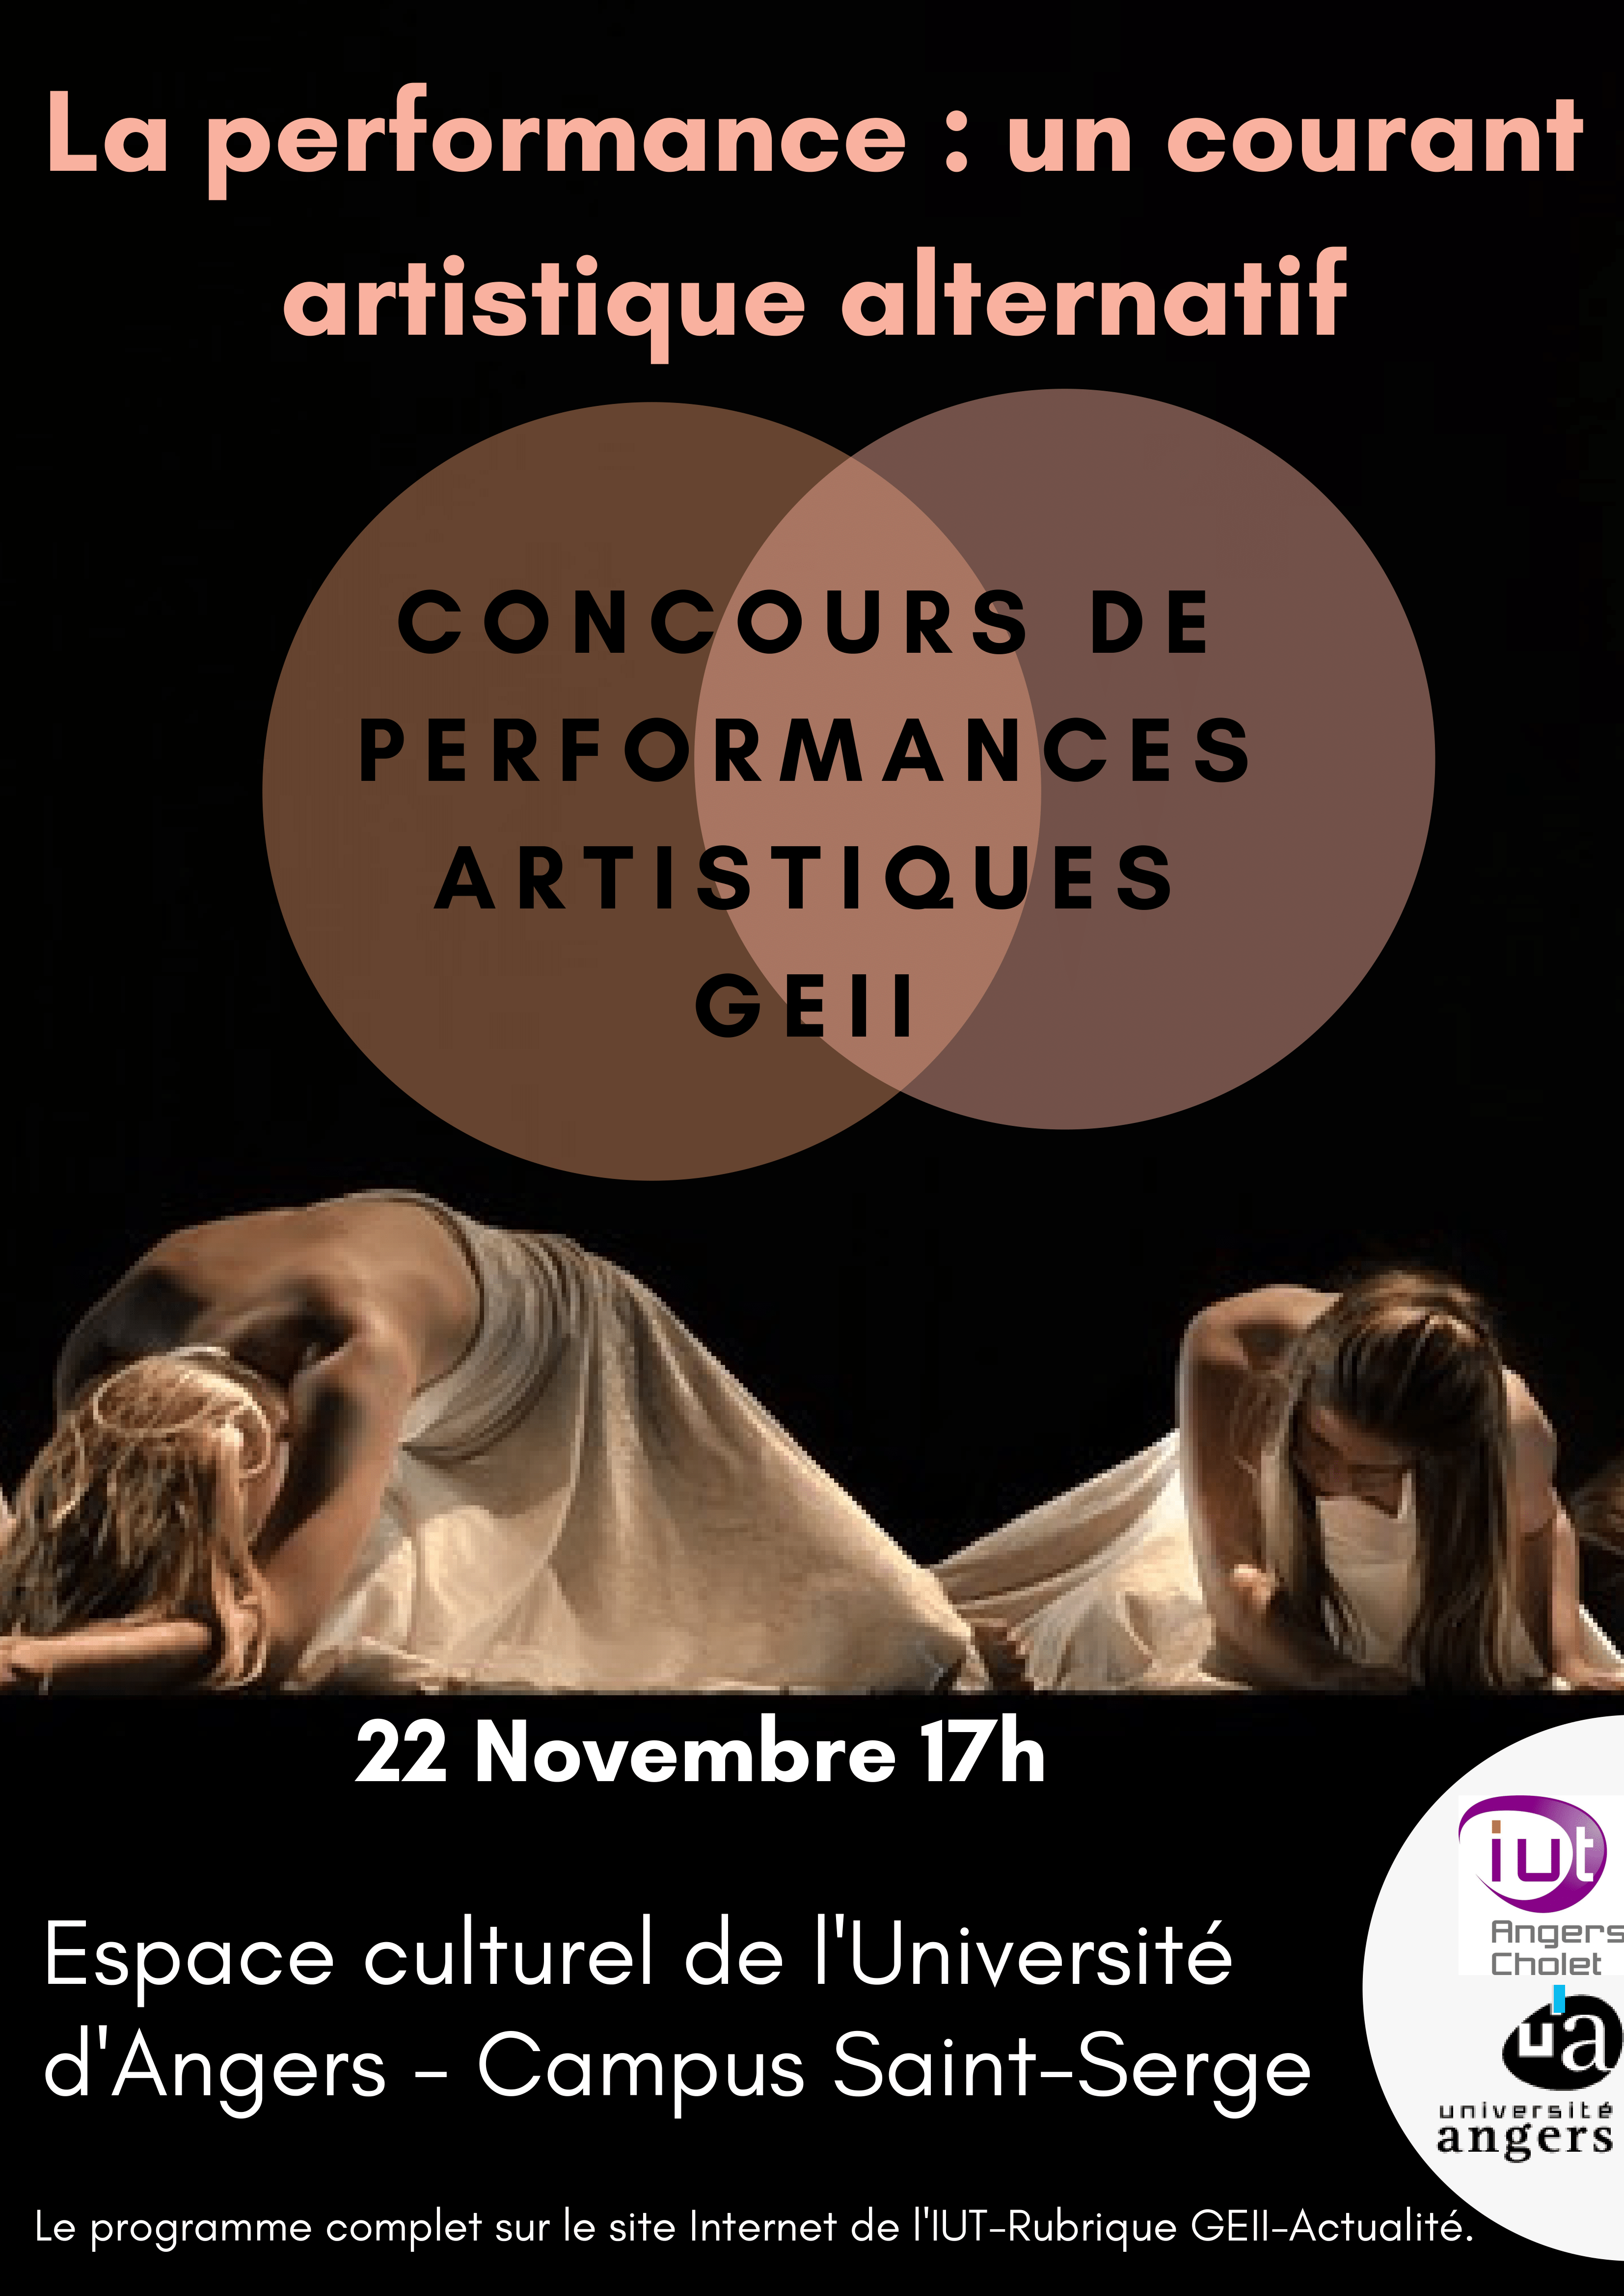 La performance : un courant
artistique alternatif
CONCOURS DE
PERFORMANCES
ARTISTIQUES
GEII
22 Novembre 17h
Espace culturel de l'Université
d'Angers - Campus Saint-Serge
Le programme complet sur le site Internet de l'IUT-Rubrique GEII-Actualité.
iut
Angers
Cholet
ua
université
angers